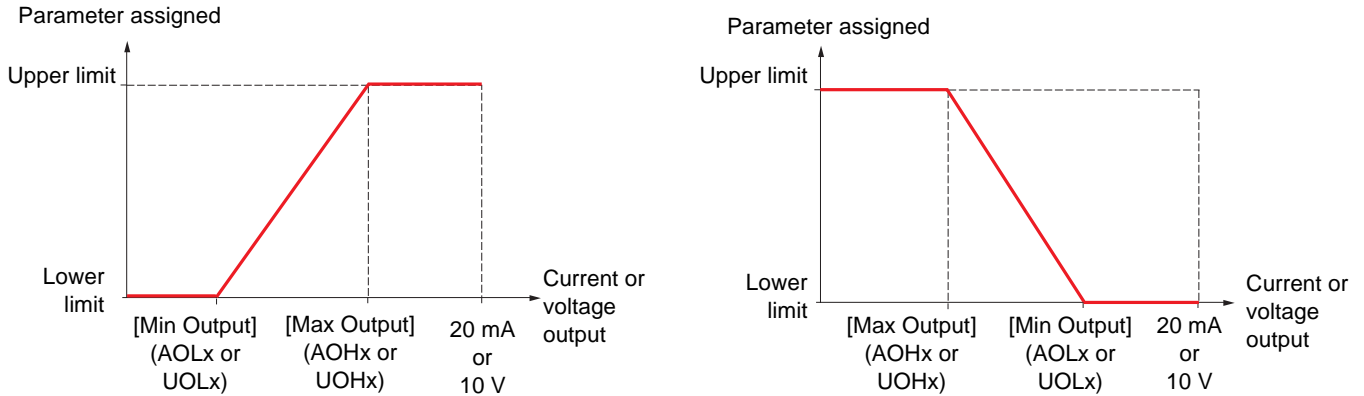 Parameter assigned
Upper limit
Lower
limit
[Min Output]
(AOLx or
UOLx)
[Max Output]
(AOHx or
UOHx)
20 mA
or
10 V
Current or
voltage
output
Parameter assigned
Upper limit
Lower
limit
[Max Output]
(AOHx or
UOHx)
[Min Output]
(AOLx or
UOLx)
20 mA
or
10 V
Current or
voltage
output